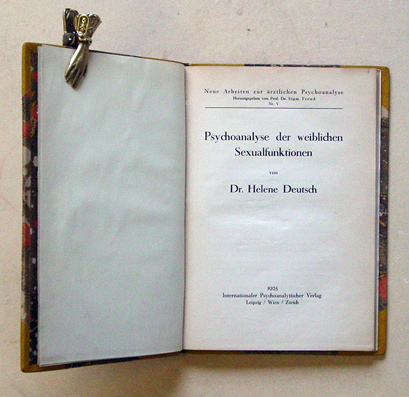 Neue Arbeiten zur ärztlichen Psychoanalyse
Herausgegeben von Prof. Dr. Sigm. Freud
Nr. V
Psychoanalyse der weiblichen
Sexualfunktionen
von
Dr. Helene Deutsch
1925
Internationaler Psychoanalytischer Verlag
Leipzig / Wien / Zürich